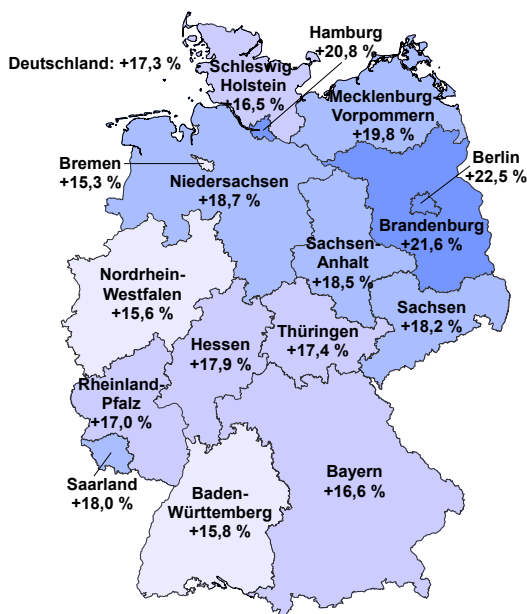 Hamburg
+20,8 %
Deutschland: +17,3 %
Schleswig-
Holstein
+16,5 %
Mecklenburg-
Vorpommern
+19,8 %
Bremen
+15,3 %
Niedersachsen
+18,7 %
Berlin
+22,5 %
Brandenburg
+21,6 %
Sachsen-
Anhalt
+18,5 %
Nordrhein-
Westfalen
+15,6 %
Sachsen
+18,2 %
Hessen
+17,9 %
Thüringen
+17,4 %
Rheinland-
Pfalz
+17,0 %
Saarland
+18,0 %
Baden-
Württemberg
+15,8 %
Bayern
+16,6 %